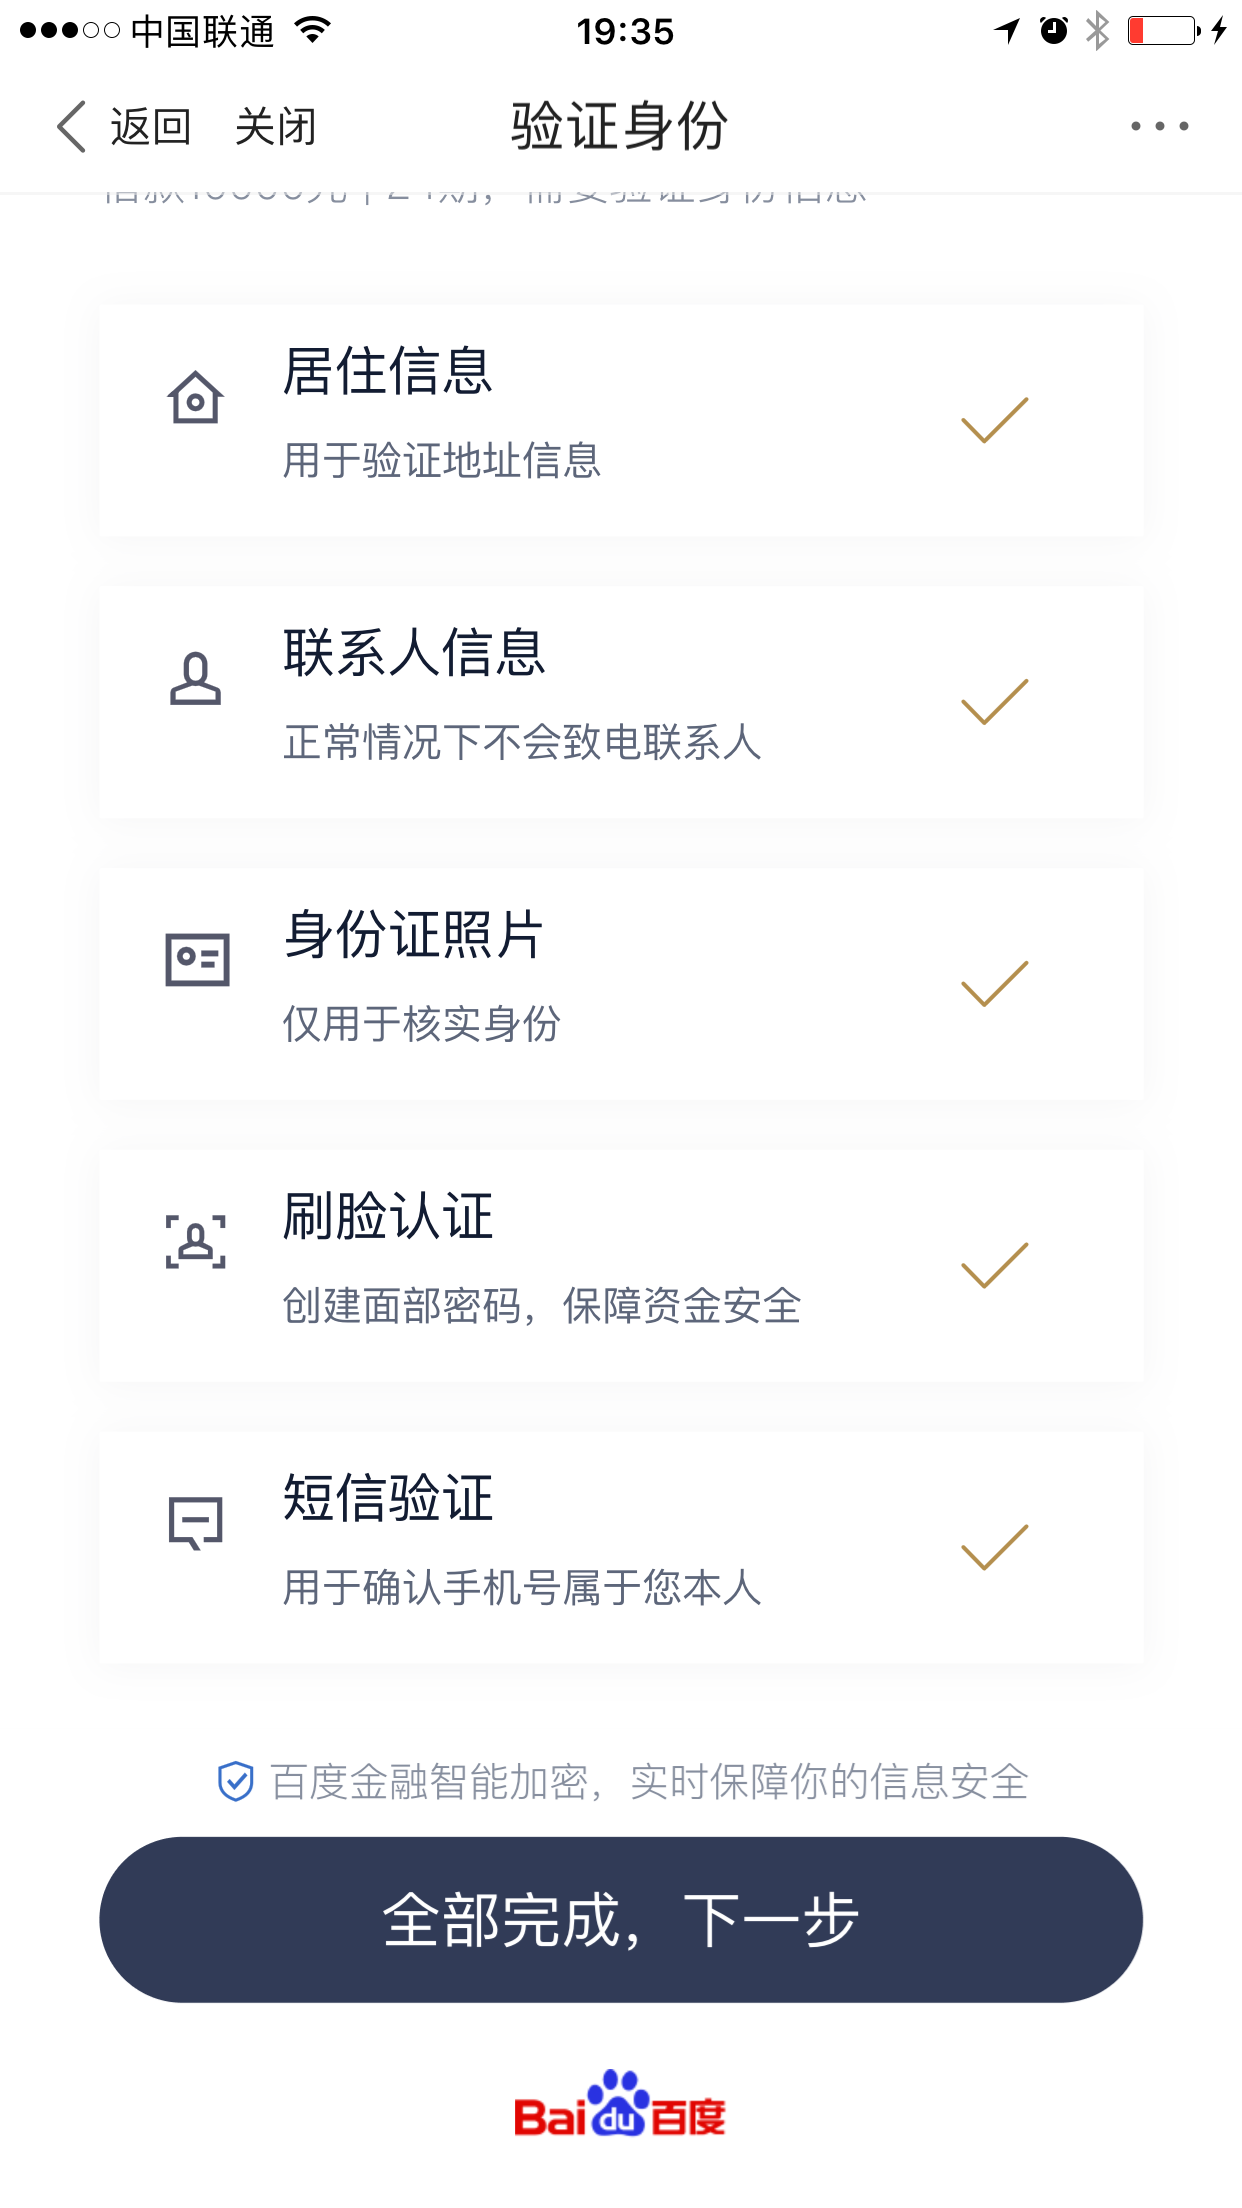 中国联通
19:35
返回 关闭
验证身份
居住信息
用于验证地址信息
联系人信息
正常情况下不会致电联系人
身份证照片
仅用于核实身份
刷脸认证
创建面部密码，保障资金安全
短信验证
用于确认手机号属于您本人
百度金融智能加密，实时保障你的信息安全
全部完成，下一步
Baidu百度